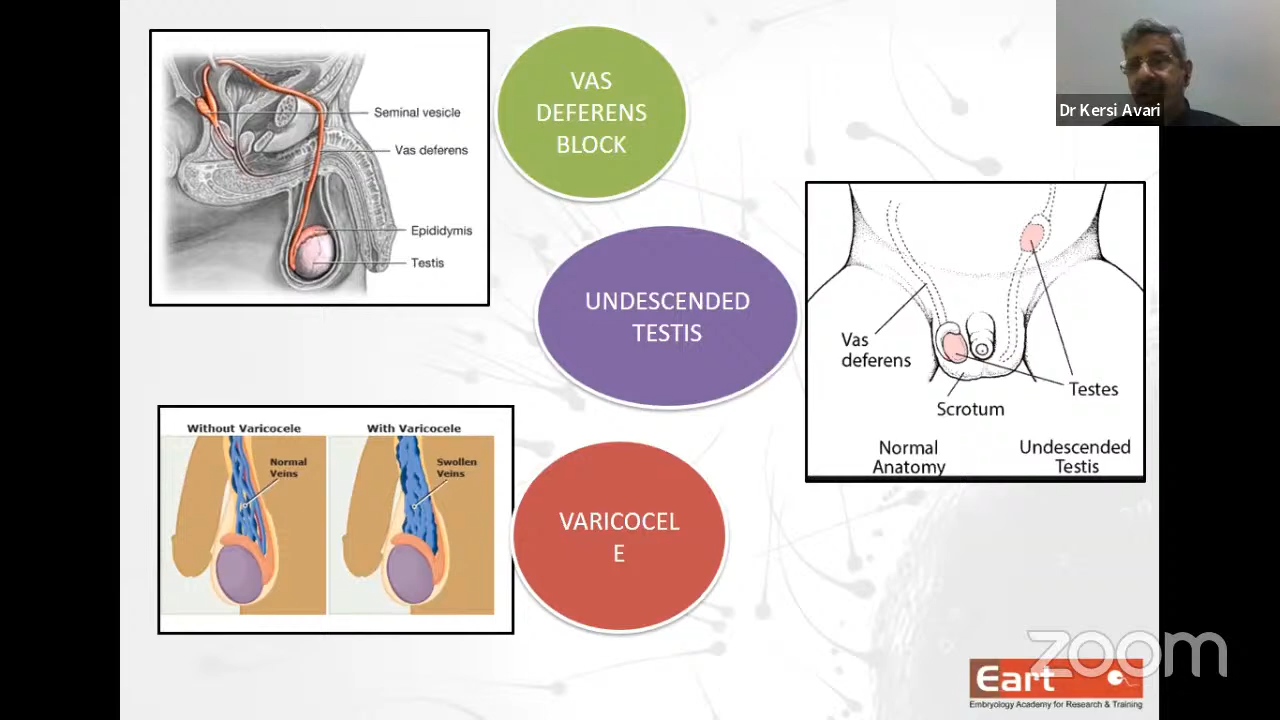 Seminal vesicle
Vas deferens
Epididymis
Testis
VAS
DEFERENS
BLOCK
Dr Kersi Avari
UNDESCENDED
TESTIS
Vas
deferens
Testes
Scrotum
Normal
Anatomy
Undescended
Testis
Without Varicocele
With Varicocele
Normal
Veins
Swollen
Veins
VARICOCEL
E
zoom
Eart
Embryology Academy for Research & Training